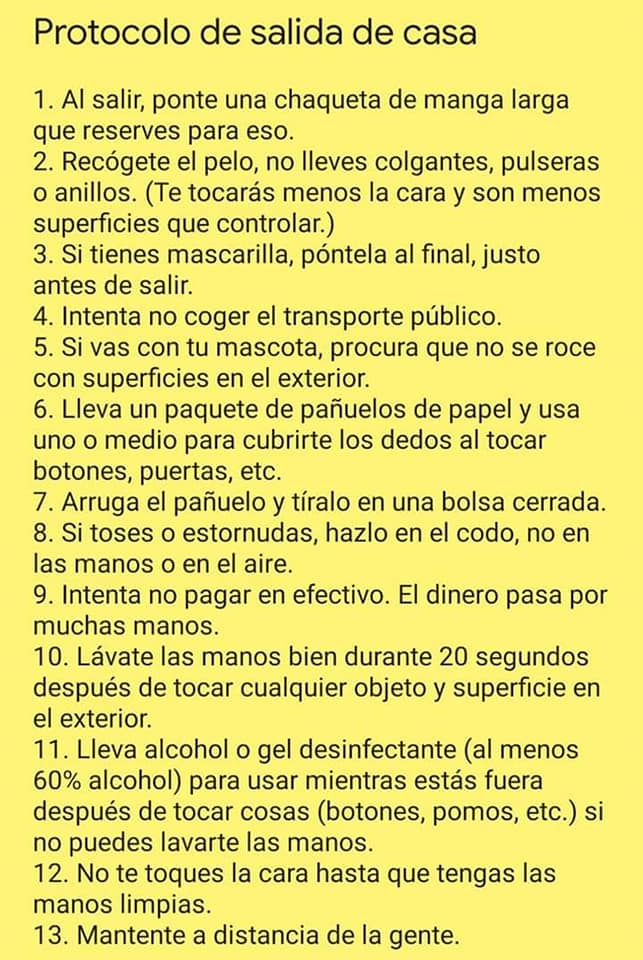 Protocolo de salida de casa
1. Al salir, ponte una chaqueta de manga larga
que reserves para eso.
2. Recógete el pelo, no lleves colgantes, pulseras
o anillos. (Te tocarás menos la cara y son menos
superficies que controlar.)
3. Si tienes mascarilla, póntela al final, justo
antes de salir.
4. Intenta no coger el transporte público.
5. Si vas con tu mascota, procura que no se roce
con superficies en el exterior.
6. Lleva un paquete de pañuelos de papel y usa
uno o medio para cubrirte los dedos al tocar
botones, puertas, etc.
7. Arruga el pañuelo y tíralo en una bolsa cerrada.
8. Si toses o estornudas, hazlo en el codo, no en
las manos o en el aire.
9. Intenta no pagar en efectivo. El dinero pasa por
muchas manos.
10. Lávate las manos bien durante 20 segundos
después de tocar cualquier objeto y superficie en
el exterior.
11. Lleva alcohol o gel desinfectante (al menos
60% alcohol) para usar mientras estás fuera
después de tocar cosas (botones, pomos, etc.) si
no puedes lavarte las manos.
12. No te toques la cara hasta que tengas las
manos limpias.
13. Mantente a distancia de la gente.